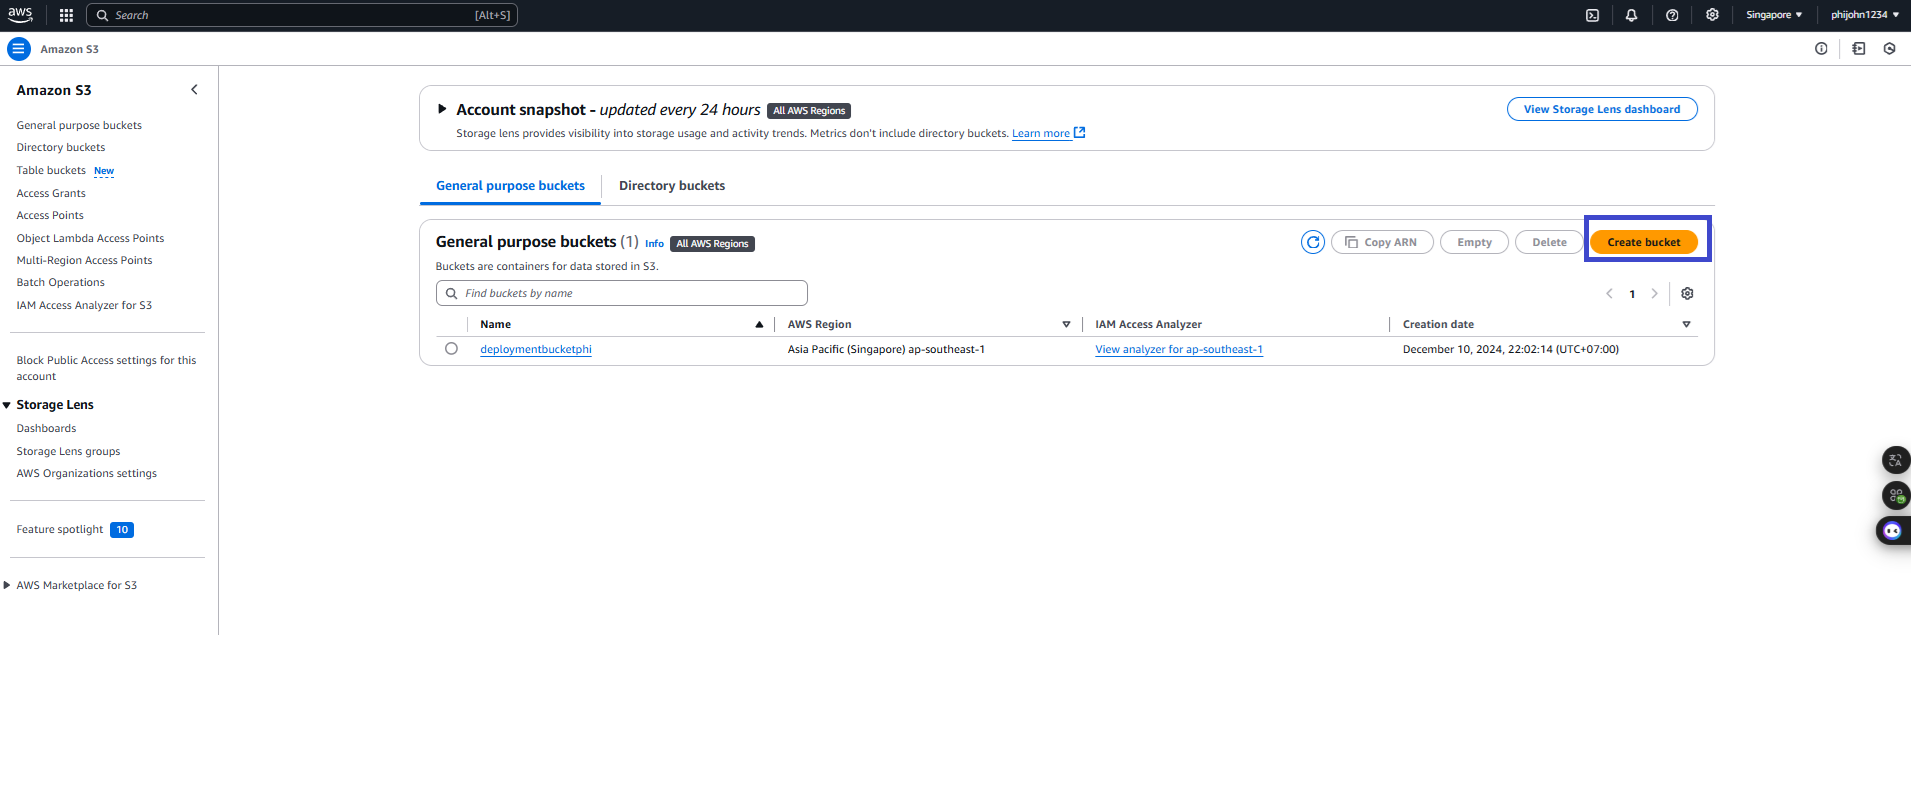 aws Search [Alt+S] Singapore phijohn1234
Amazon S3
Amazon S3
General purpose buckets
Directory buckets
Table buckets New
Access Grants
Access Points
Object Lambda Access Points
Multi-Region Access Points
Batch Operations
IAM Access Analyzer for S3
Block Public Access settings for this
account
Storage Lens
Dashboards
Storage Lens groups
AWS Organizations settings
Feature spotlight 10
AWS Marketplace for S3
Account snapshot - updated every 24 hours All AWS Regions View Storage Lens dashboard
Storage lens provides visibility into storage usage and activity trends. Metrics don't include directory buckets. Learn more
General purpose buckets Directory buckets
General purpose buckets (1) Info All AWS Regions Copy ARN Empty Delete Create bucket
Buckets are containers for data stored in S3.
Find buckets by name 1
Name AWS Region IAM Access Analyzer Creation date
deploymentbucketphi Asia Pacific (Singapore) ap-southeast-1 View analyzer for ap-southeast-1 December 10, 2024, 22:02:14 (UTC+07:00)